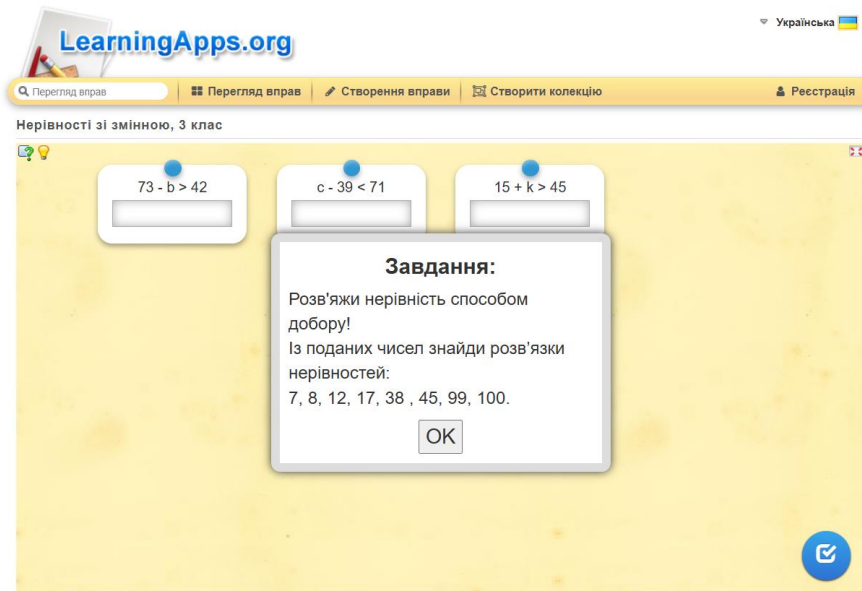 LearningApps.org
Українська
Перегляд вправ
Перегляд вправ
Створення вправи
Створити колекцію
Реєстрація
Нерівності зі змінною, 3 клас
73 - b > 42
c - 39 < 71
15 + k > 45
Завдання:
Розв'яжи нерівність способом
добору!
Із поданих чисел знайди розв’язки
нерівностей:
7, 8, 12, 17, 38 , 45, 99, 100.
OK